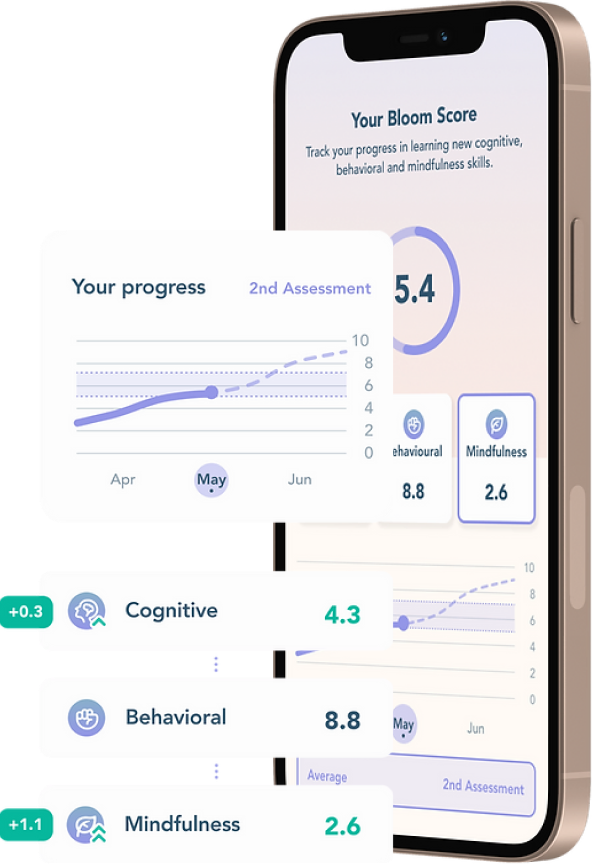 Your Bloom Score
Track your progress in learning new cognitive,
behavioral and mindfulness skills.
5.4
Your progress
2nd Assessment
10
8
6
4
2
0
Apr
May
Jun
ehavioural
8.8
Mindfulness
2.6
10
8
6
4
2
0
May
Jun
Average
2nd Assessment
+0.3
Cognitive
4.3
Behavioral
8.8
+1.1
Mindfulness
2.6